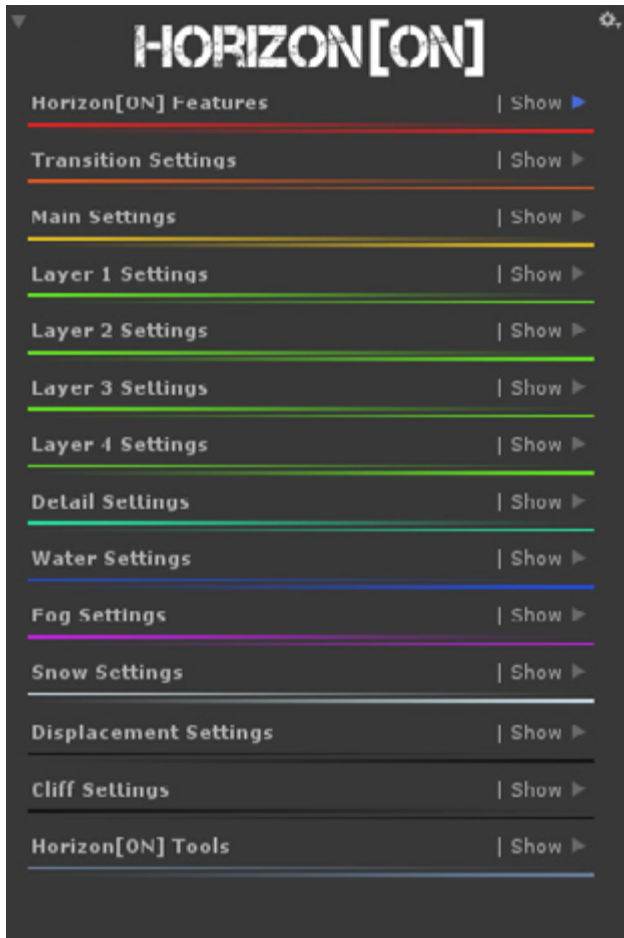 HORIZON[ON]
Horizon[ON] Features | Show
Transition Settings | Show
Main Settings | Show
Layer 1 Settings | Show
Layer 2 Settings | Show
Layer 3 Settings | Show
Layer 4 Settings | Show
Detail Settings | Show
Water Settings | Show
Fog Settings | Show
Snow Settings | Show
Displacement Settings | Show
Cliff Settings | Show
Horizon[ON] Tools | Show